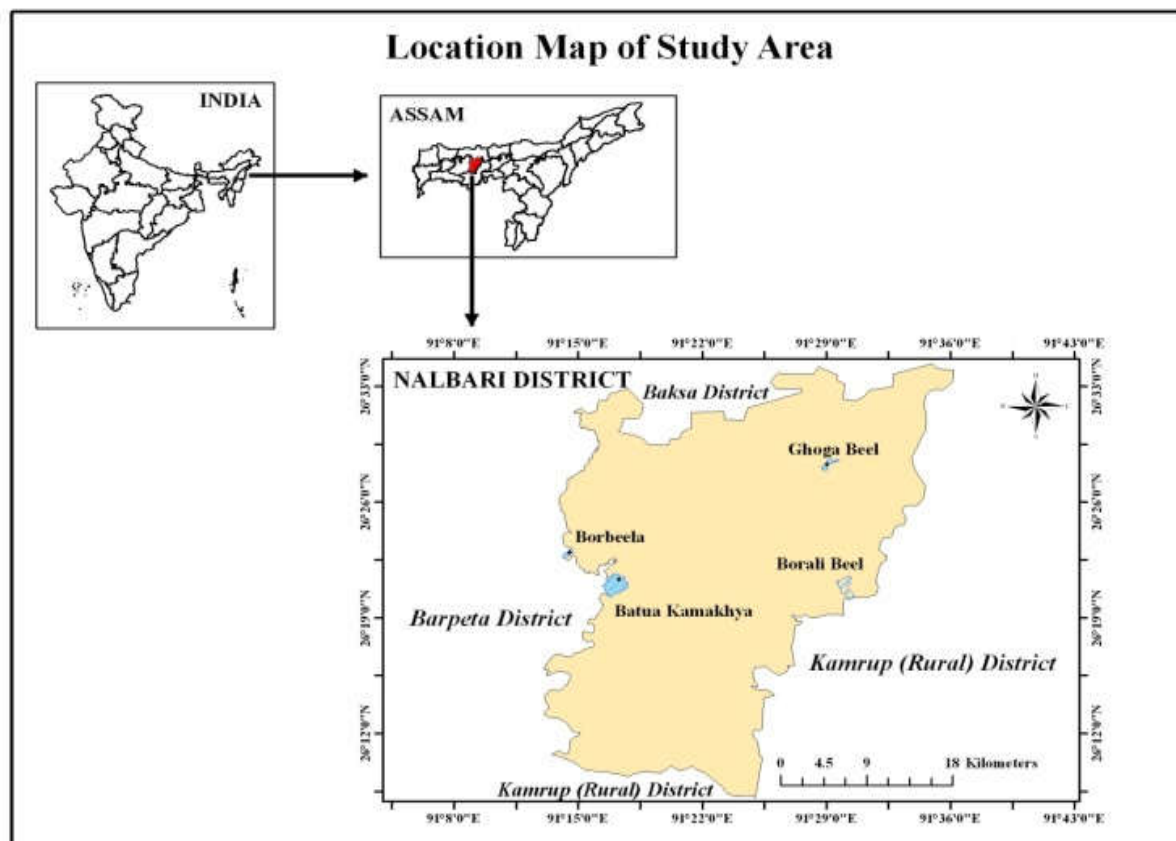 Location Map of Study Area
INDIA
ASSAM
91°8'0"E 91°15'0"E 91°22'0"E 91°29'0"E 91°36'0"E 91°43'0"E
NALBARI DISTRICT
Baksa District
26°33'0"N
26°33'0"N
Ghoga Beel
26°26'0"N
26°26'0"N
Borbeela
Borali Beel
Batua Kamakhya
Barpeta District
26°19'0"N
26°19'0"N
Kamrup (Rural) District
26°12'0"N
26°12'0"N
0 4.5 9 18 Kilometers
Kamrup (Rural) District
91°8'0"E 91°15'0"E 91°22'0"E 91°29'0"E 91°36'0"E 91°43'0"E